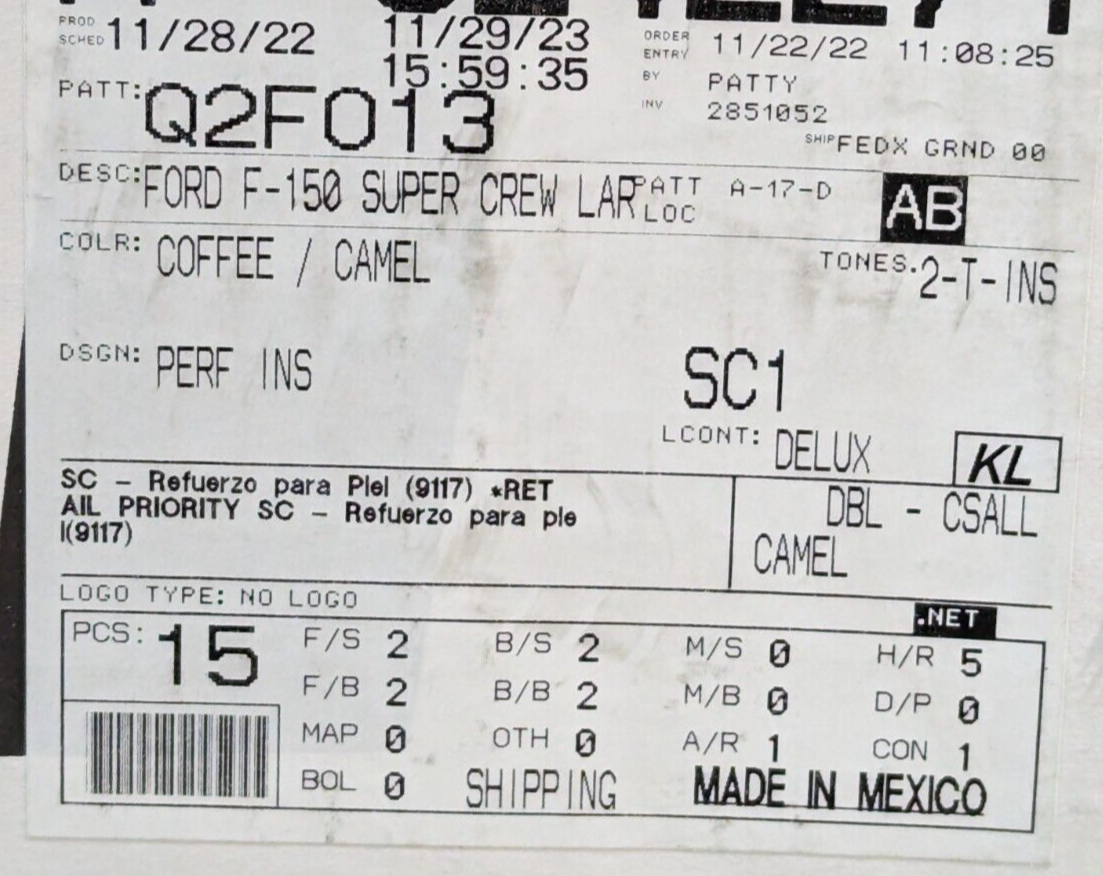 PROD SCHED 11/28/22 11/29/23 ORDER ENTRY 11/22/22 11:08:25
15:59:35 BY PATTY
PATT: Q2F013 INV 2851052
SHIP FEDX GRND 00
DESC: FORD F-150 SUPER CREW LAR PATT LOC A-17-D AB
COLR: COFFEE / CAMEL TONES. 2-T-INS
DSGN: PERF INS SC1
LCONT: DELUX KL
SC - Refuerzo para Piel (9117) *RET
AIL PRIORITY SC - Refuerzo para pie
l(9117)
DBL - CSALL
CAMEL
LOGO TYPE: NO LOGO .NET
PCS: 15 F/S 2 B/S 2 M/S 0 H/R 5
F/B 2 B/B 2 M/B 0 D/P 0
MAP 0 OTH 0 A/R 1 CON 1
BOL 0 SHIPPING MADE IN MEXICO